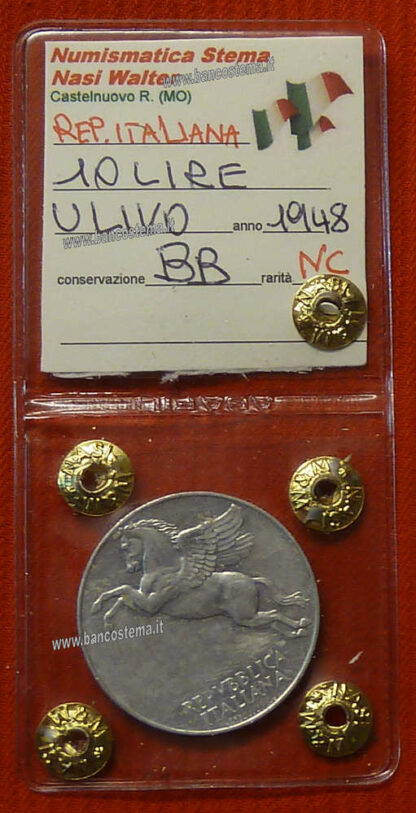 Numismatica Stema
Nasi Walter
www.bancostema.it
Castelnuovo R. (MO)
REP. ITALIANA
10 LIRE
ULIVO anno 1948
www.bancostema.it
conservazione BB rarità NC
www.bancostema.it
REPVBBLICA
ITALIANA